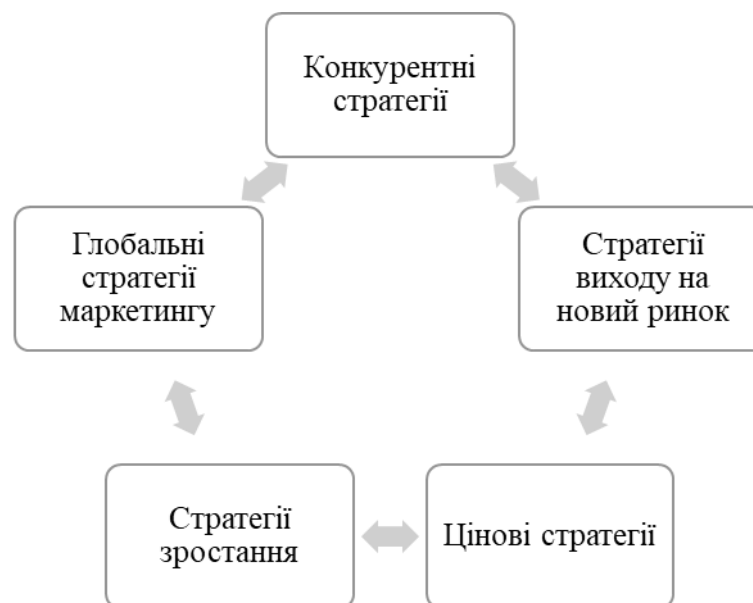 Конкурентні
стратегії
Глобальні
стратегії
маркетингу
Стратегії
виходу на
новий ринок
Стратегії
зростання
Цінові стратегії